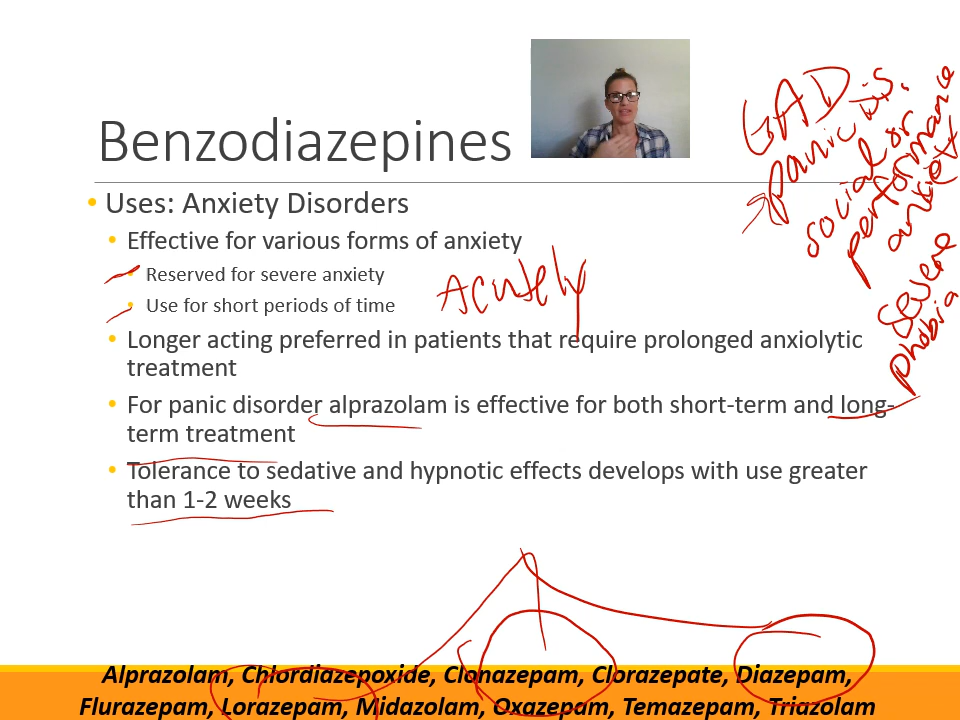 Benzodiazepines
• Uses: Anxiety Disorders
• Effective for various forms of anxiety
• Reserved for severe anxiety
• Use for short periods of time
• Longer acting preferred in patients that require prolonged anxiolytic
treatment
• For panic disorder alprazolam is effective for both short-term and long-
term treatment
• Tolerance to sedative and hypnotic effects develops with use greater
than 1-2 weeks
Acutely
GAD
panic dis.
social or
performance
anxiety
severe
phobia
Alprazolam, Chlordiazepoxide, Clonazepam, Clorazepate, Diazepam,
Flurazepam, Lorazepam, Midazolam, Oxazepam, Temazepam, Triazolam